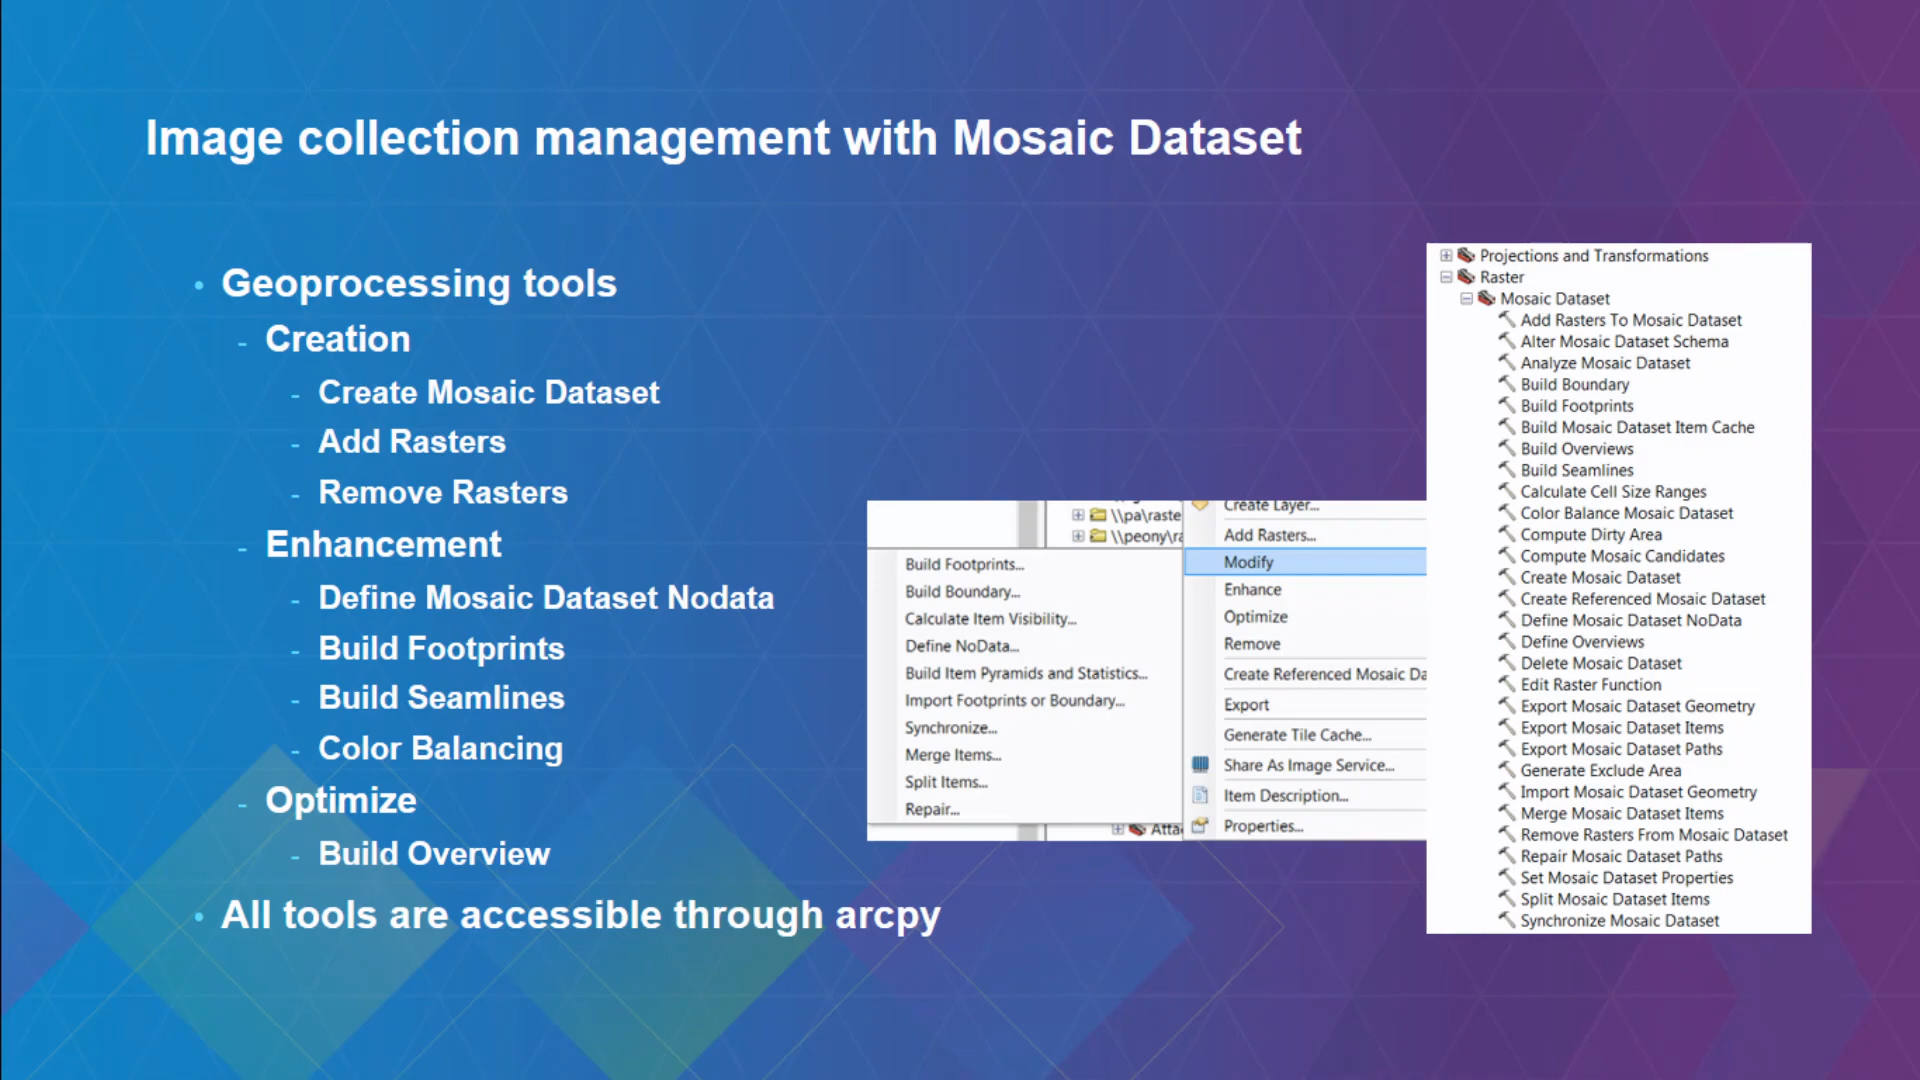 Image collection management with Mosaic Dataset
• Geoprocessing tools
- Creation
- Create Mosaic Dataset
- Add Rasters
- Remove Rasters
- Enhancement
- Define Mosaic Dataset Nodata
- Build Footprints
- Build Seamlines
- Color Balancing
- Optimize
- Build Overview
• All tools are accessible through arcpy
\\pa\raste
\\peony\ra
Build Footprints...
Build Boundary...
Calculate Item Visibility...
Define NoData...
Build Item Pyramids and Statistics...
Import Footprints or Boundary...
Synchronize...
Merge Items...
Split Items...
Repair...
Atta
Create Layer...
Add Rasters...
Modify
Enhance
Optimize
Remove
Create Referenced Mosaic Da
Export
Generate Tile Cache...
Share As Image Service...
Item Description...
Properties...
Projections and Transformations
Raster
Mosaic Dataset
Add Rasters To Mosaic Dataset
Alter Mosaic Dataset Schema
Analyze Mosaic Dataset
Build Boundary
Build Footprints
Build Mosaic Dataset Item Cache
Build Overviews
Build Seamlines
Calculate Cell Size Ranges
Color Balance Mosaic Dataset
Compute Dirty Area
Compute Mosaic Candidates
Create Mosaic Dataset
Create Referenced Mosaic Dataset
Define Mosaic Dataset NoData
Define Overviews
Delete Mosaic Dataset
Edit Raster Function
Export Mosaic Dataset Geometry
Export Mosaic Dataset Items
Export Mosaic Dataset Paths
Generate Exclude Area
Import Mosaic Dataset Geometry
Merge Mosaic Dataset Items
Remove Rasters From Mosaic Dataset
Repair Mosaic Dataset Paths
Set Mosaic Dataset Properties
Split Mosaic Dataset Items
Synchronize Mosaic Dataset